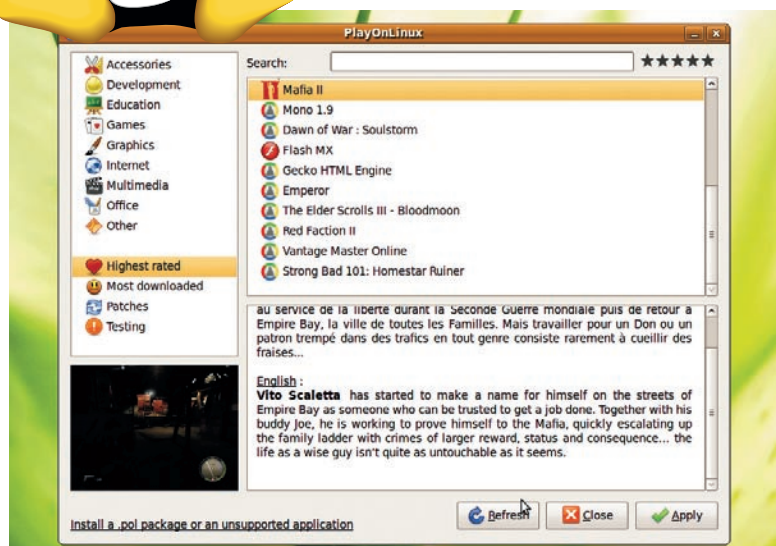 PlayOnLinux
Accessories
Development
Education
Games
Graphics
Internet
Multimedia
Office
Other
Highest rated
Most downloaded
Patches
Testing
Search:
Mafia II
Mono 1.9
Dawn of War : Soulstorm
Flash MX
Gecko HTML Engine
Emperor
The Elder Scrolls III - Bloodmoon
Red Faction II
Vantage Master Online
Strong Bad 101: Homestar Ruiner
au service de la liberté durant la Seconde Guerre mondiale puis de retour à
Empire Bay, la ville de toutes les Familles. Mais travailler pour un Don ou un
patron trempé dans des trafics en tout genre consiste rarement à cueillir des
fraises...
English :
Vito Scaletta has started to make a name for himself on the streets of
Empire Bay as someone who can be trusted to get a job done. Together with his
buddy Joe, he is working to prove himself to the Mafia, quickly escalating up
the family ladder with crimes of larger reward, status and consequence... the
life as a wise guy isn't quite as untouchable as it seems.
Install a .pol package or an unsupported application
Refresh
Close
Apply